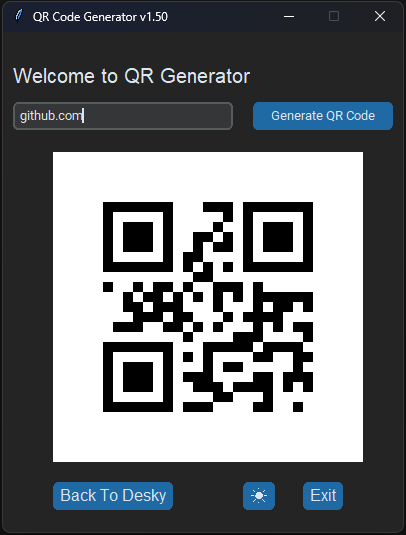 QR Code Generator v1.50
Welcome to QR Generator
github.com
Generate QR Code
Back To Desky
Exit